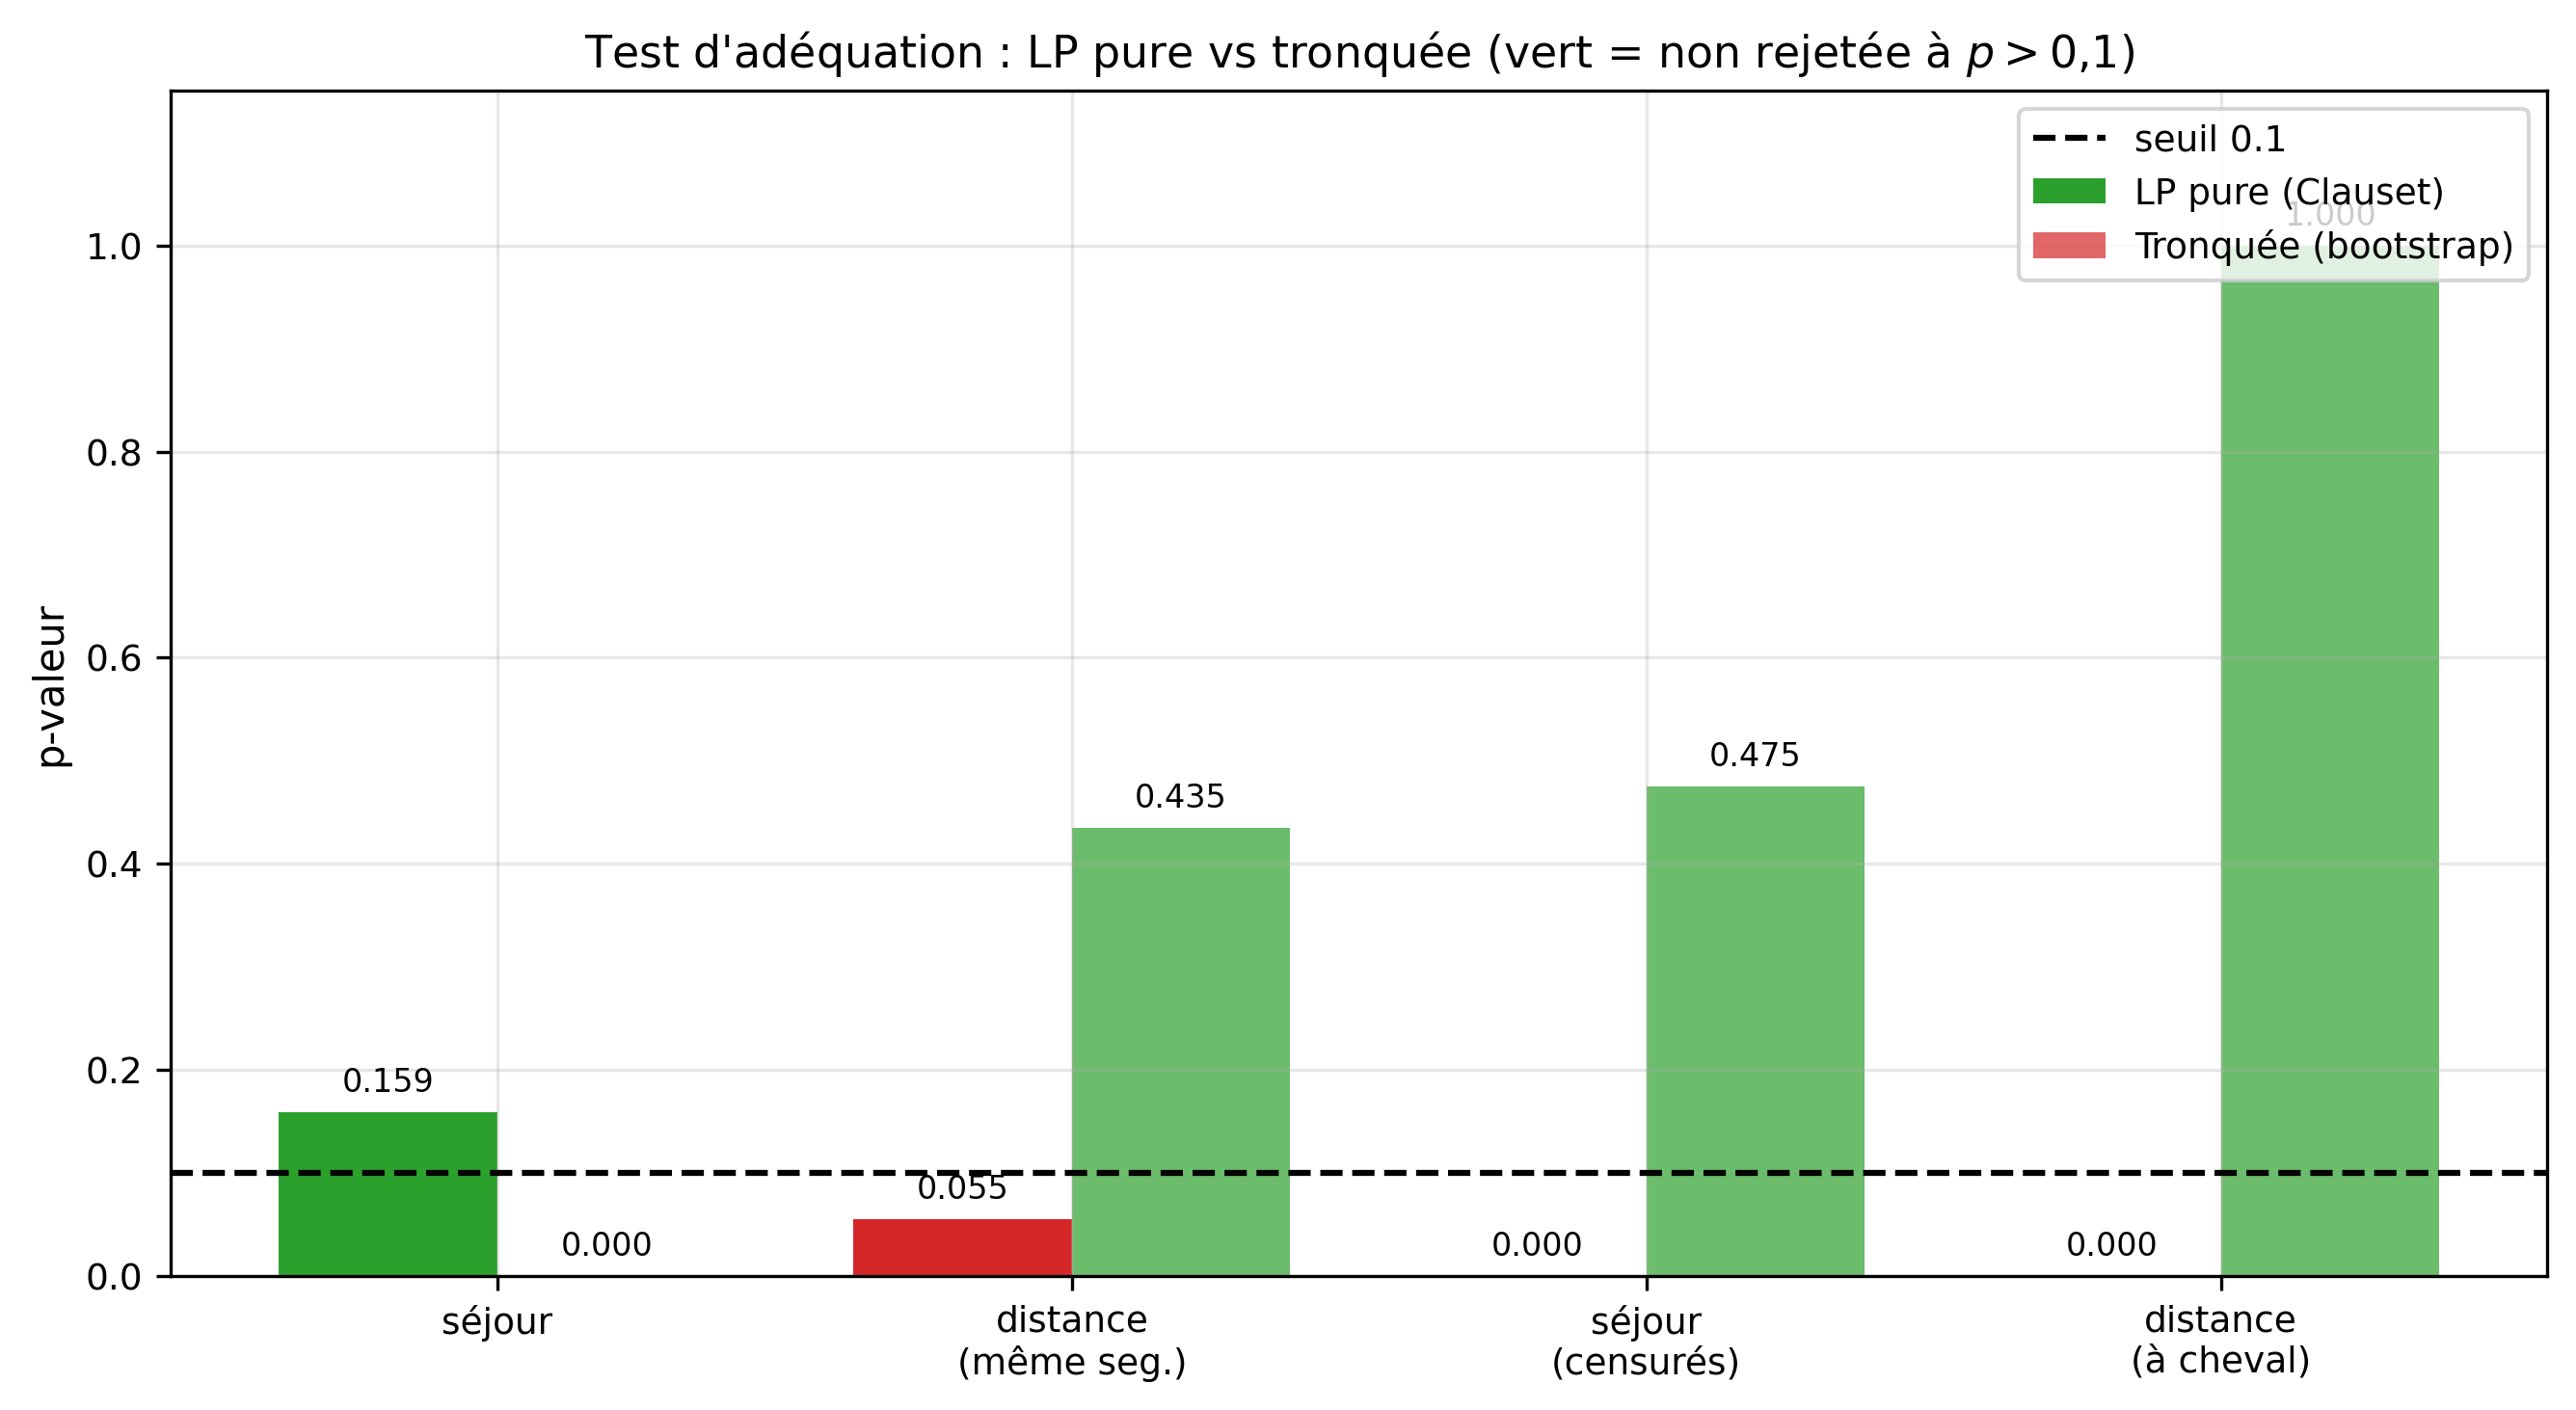 Test d'adéquation : LP pure vs tronquée (vert = non rejetée à p > 0,1)
seuil 0.1
LP pure (Clauset)
Tronquée (bootstrap)
1.000
p-valeur
1.0
0.8
0.6
0.4
0.2
0.0
0.159
0.000
0.055
0.435
0.000
0.475
0.000
séjour
distance
(même seg.)
séjour
(censurés)
distance
(à cheval)